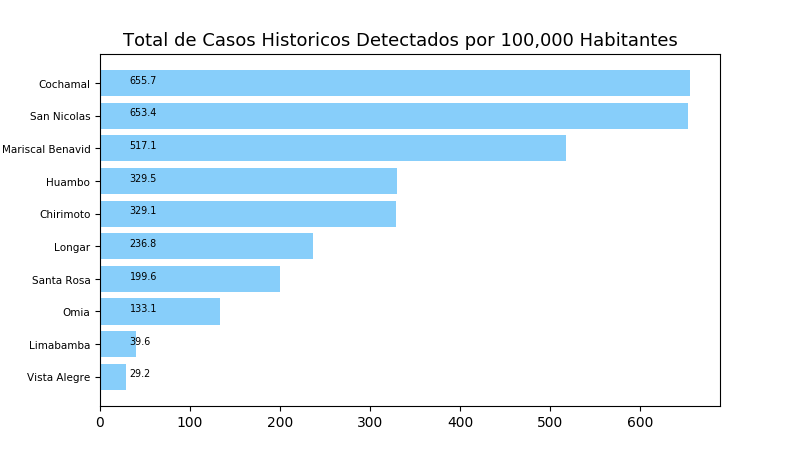 Total de Casos Historicos Detectados por 100,000 Habitantes
Cochamal 655.7
San Nicolas 653.4
Mariscal Benavid 517.1
Huambo 329.5
Chirimoto 329.1
Longar 236.8
Santa Rosa 199.6
Omia 133.1
Limabamba 39.6
Vista Alegre 29.2
0 100 200 300 400 500 600